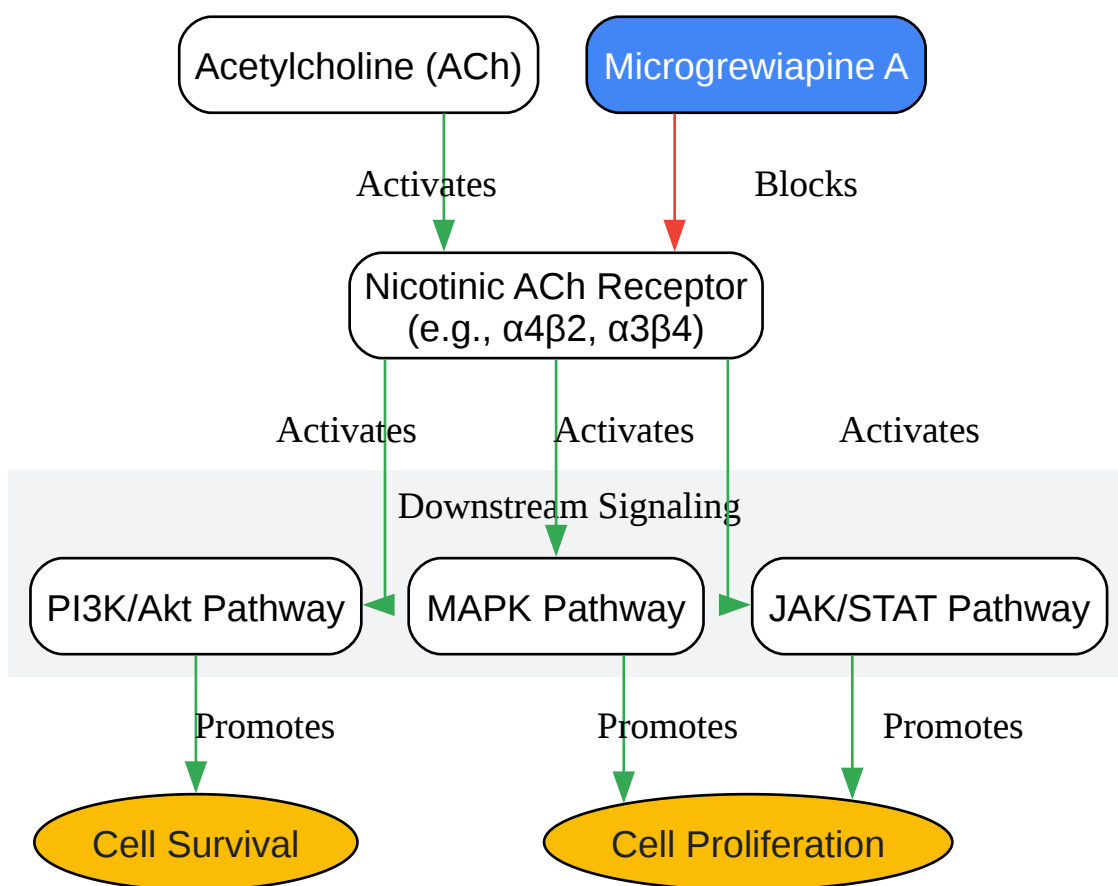 Acetylcholine (ACh)
Microgrewiapine A
Activates
Blocks
Nicotinic ACh Receptor
(e.g., α4β2, α3β4)
Activates
Activates
Activates
Downstream Signaling
PI3K/Akt Pathway
MAPK Pathway
JAK/STAT Pathway
Promotes
Promotes
Promotes
Cell Survival
Cell Proliferation